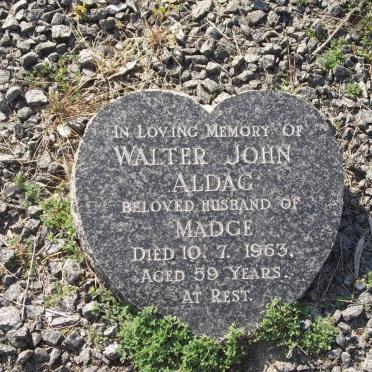 In Loving Memory Of
Walter John
Aldag
Beloved Husband of
Madge
Died 10. 7. 1963,
Aged 59 Years.
At Rest.